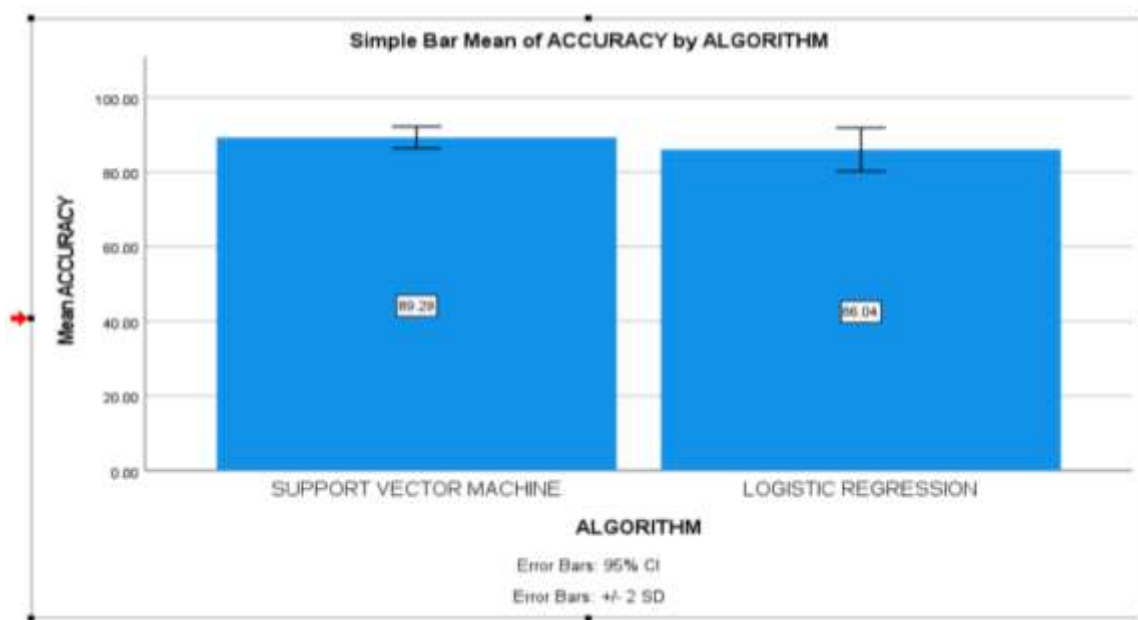 Simple Bar Mean of ACCURACY by ALGORITHM
Mean ACCURACY
100.00
80.00
60.00
40.00
20.00
0.00
89.29
86.04
SUPPORT VECTOR MACHINE
LOGISTIC REGRESSION
ALGORITHM
Error Bars: 95% CI
Error Bars: +/- 2 SD